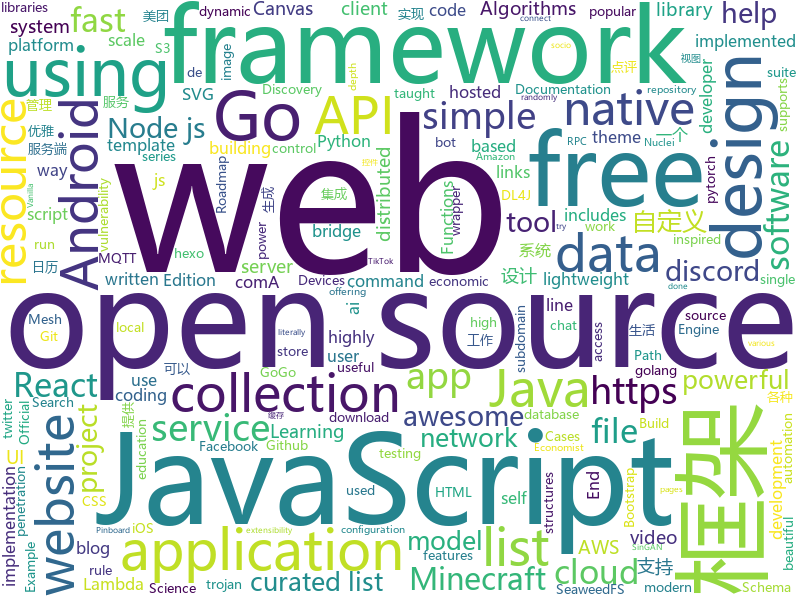 libraries
dynamic
美团
Canvas
client
实现
Algorithms
popular
socio
connect
Vanilla
system
platform
fast
scale
S3
framework
code
library
help
de
implemented
repository
image
using
SVG
taught
hosted
点评
视图
suite
Discovery
Documentation
管理
服务
Go
API
simple
native
developer
supports
resource
优雅
服务端
Android
Node js
template
building
Python
theme
一个
randomly
RPC
Nuclei
Amazon
way
series
control
bot
based
links
design
pytorch
free
script
js
Roadmap
生成
集成
distributed
DL4J
software
vulnerability
web
Functions
wrapper
tool
includes
自定义
try
work
inspired
run
hexo
power
bridge
系统
MQTT
TikTok
data
日历
written
Edition
server
comA
Devices
command
economic
设计
discord
lightweight
single
offering
literally
ai
line
Mesh
local
open source
Git
high
工作
subdomain
Engine
生活
source
access
various
React
highly
user
GoGo
store
useful
chat
golang
Path
done
use
coding
collection
app
Java
https
twitter
Search
可以
各种
website
提供
education
project
service
awesome
file
powerful
Official
Learning
download
database
network
Build
Facebook
Github
testing
Cases
Economist
UI
CSS
blog
JavaScript
框架
Bootstrap
development
automation
implementation
penetration
Example
iOS
used
HTML
self
structures
End
rule
depth
缓存
application
model
list
video
AWS
cloud
支持
features
configuration
beautiful
Lambda
Science
trojan
curated list
Minecraft
SeaweedFS
SinGAN
pages
modern
Schema
Pinboard
extensibility
控件